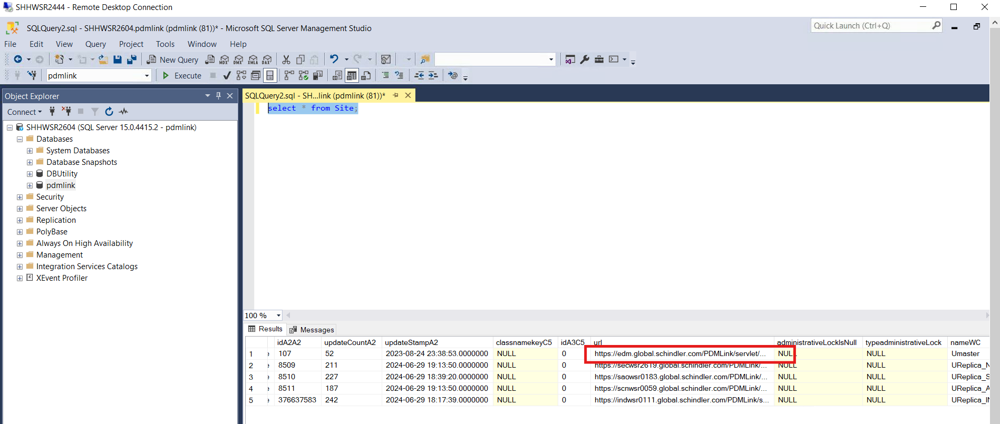 SHHWSR2444 - Remote Desktop Connection
SQLQuery2.sql - SHHWSR2604.pdmlink (pdmlink (81))* - Microsoft SQL Server Management Studio
Quick Launch (Ctrl+Q)
File Edit View Query Project Tools Window Help
New Query MDX DMX XMLA DAX
pdmlink Execute
Object Explorer
SQLQuery2.sql - SH...link (pdmlink (81))*
Connect
select * from Site;
SHHWSR2604 (SQL Server 15.0.4415.2 - pdmlink)
Databases
System Databases
Database Snapshots
DBUtility
pdmlink
Security
Server Objects
Replication
PolyBase
Always On High Availability
Management
Integration Services Catalogs
XEvent Profiler
100 %
Results Messages
idA2A2 updateCountA2 updateStampA2 classnamekeyC5 idA3C5 url administrativeLockIsNull typeadministrativeLock nameWC
1 107 52 2023-08-24 23:38:53.0000000 NULL 0 https://edm.global.schindler.com/PDMLink/servlet/... NULL NULL Umaster
2 8509 211 2024-06-29 19:13:50.0000000 NULL 0 https://secwsr2619.global.schindler.com/PDMLink/... NULL NULL UReplica_N
3 8510 227 2024-06-29 18:39:20.0000000 NULL 0 https://saowsr0183.global.schindler.com/PDMLink/... NULL NULL UReplica_S
4 8511 187 2024-06-29 19:13:50.0000000 NULL 0 https://scnwsr0059.global.schindler.com/PDMLink/... NULL NULL UReplica_A
5 376637583 242 2024-06-29 18:17:39.0000000 NULL 0 https://indwsr0111.global.schindler.com/PDMLink/s... NULL NULL UReplica_IN